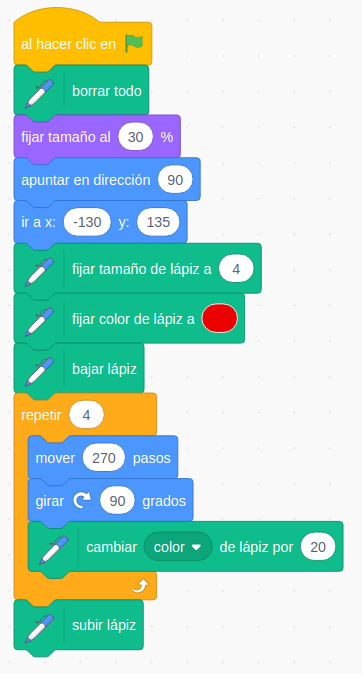 al hacer clic en
borrar todo
fijar tamaño al 30 %
apuntar en dirección 90
ir a x: -130 y: 135
fijar tamaño de lápiz a 4
fijar color de lápiz a
bajar lápiz
repetir 4
mover 270 pasos
girar 90 grados
cambiar color de lápiz por 20
subir lápiz